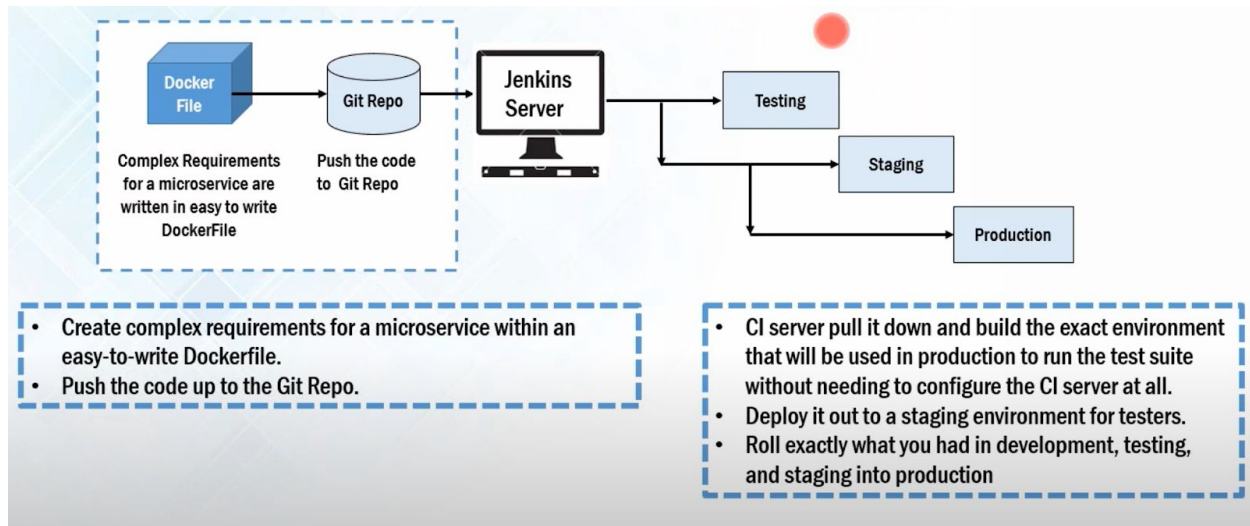 Docker
File
Git Repo
Jenkins
Server
Testing
Staging
Production
Complex Requirements
for a microservice are
written in easy to write
DockerFile
Push the code
to Git Repo
• Create complex requirements for a microservice within an
easy-to-write Dockerfile.
• Push the code up to the Git Repo.
• CI server pull it down and build the exact environment
that will be used in production to run the test suite
without needing to configure the CI server at all.
• Deploy it out to a staging environment for testers.
• Roll exactly what you had in development, testing,
and staging into production